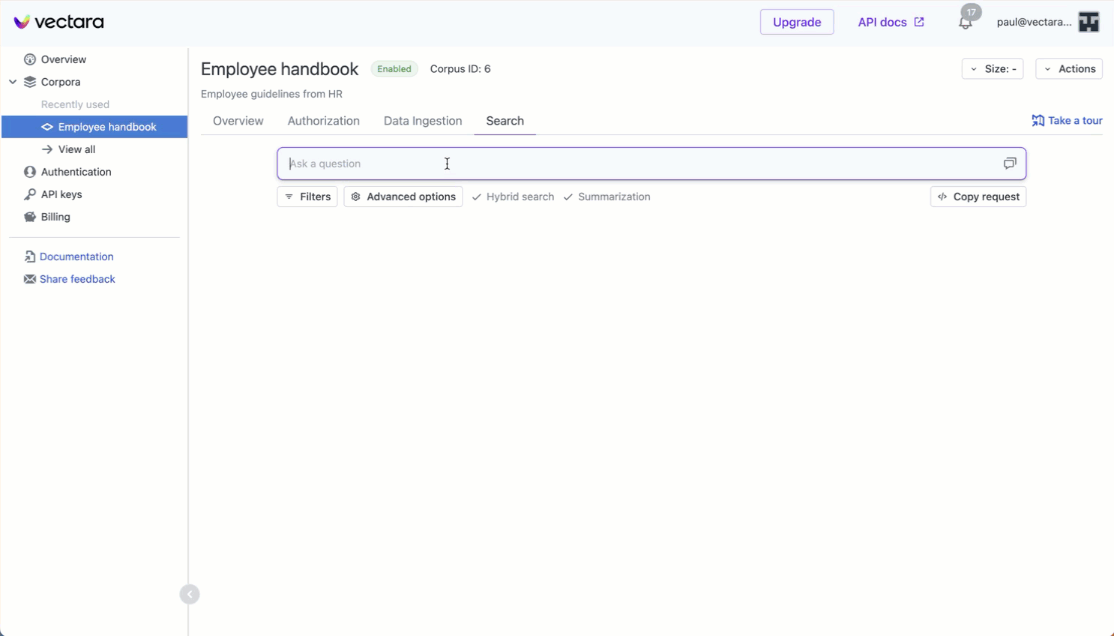 vectara
Upgrade
API docs
17
paul@vectara...
Overview
Corpora
Recently used
Employee handbook
View all
Authentication
API keys
Billing
Documentation
Share feedback
Employee handbook Enabled Corpus ID: 6
Size: -
Actions
Employee guidelines from HR
Overview Authorization Data Ingestion Search
Take a tour
Ask a question
Filters Advanced options Hybrid search Summarization
Copy request